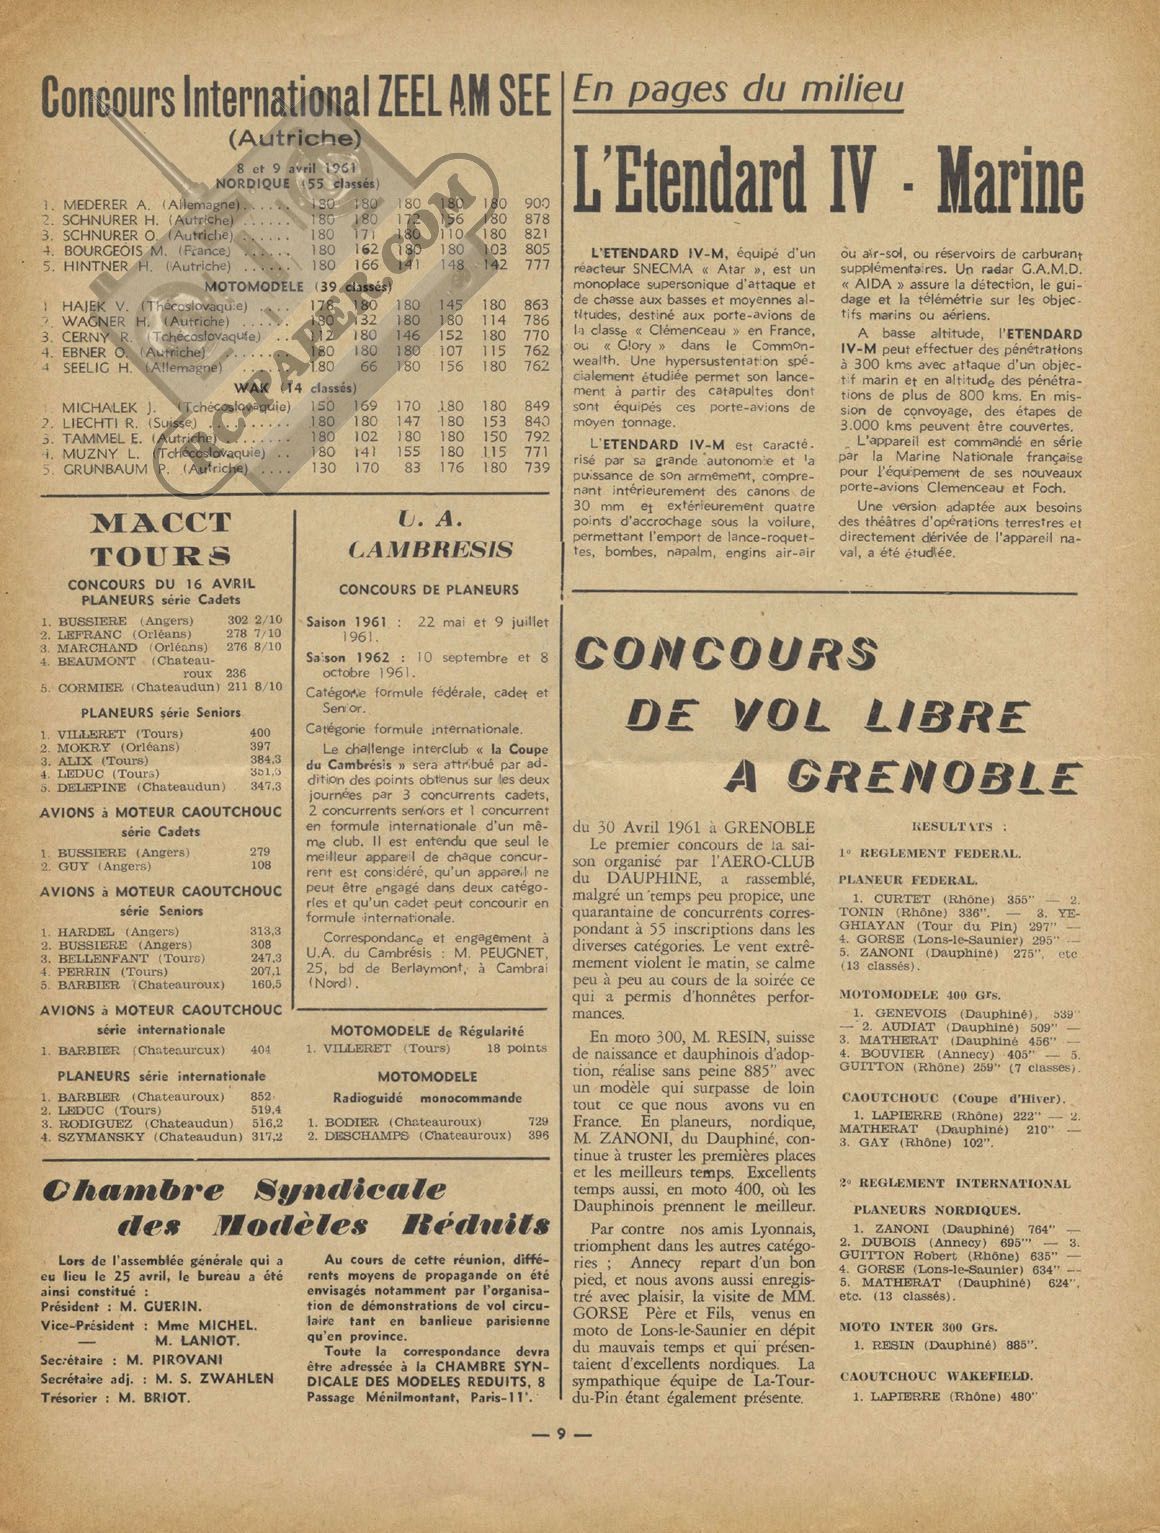 Concours International ZEEL AM SEE
(Autriche)
8 et 9 avril 1961
NORDIQUE (55 classés)
1. MEDERER A. (Allemagne)...... 180 180 180 180 180 900
2. SCHNURER H. (Autriche) ...... 180 180 172 156 180 878
3. SCHNURER O. (Autriche) ...... 180 171 180 110 180 821
4. BOURGEOIS M. (France) ...... 180 162 180 180 103 805
5. HINTNER H. (Autriche) ...... 180 166 141 148 142 777
MOTOMODELE (39 classés)
1 HAJEK V. (Thécoslovaquie) .... 178 180 180 145 180 863
2. WAGNER H. (Autriche) ...... 180 132 180 180 114 786
3. CERNY R. (Tchécoslovaquie) .. 112 180 146 152 180 770
4. EBNER O. (Autriche) ...... 180 180 180 107 115 762
4 SEELIG H. (Allemagne) ...... 180 66 180 156 180 762
WAK (14 classés)
1. MICHALEK J. (Tchécoslovaquie) 150 169 170 180 180 849
2. LIECHTI R. (Suisse) ...... 180 180 147 180 153 840
3. TAMMEL E. (Autriche) ...... 180 102 180 180 150 792
4. MUZNY L. (Tchécoslovaquie) .. 180 141 155 180 115 771
5. GRUNBAUM P. (Autriche) .... 130 170 83 176 180 739
RCTAPER.COM
MACCT
TOURS
CONCOURS DU 16 AVRIL
PLANEURS série Cadets
1. BUSSIERE (Angers) 302 2/10
2. LEFRANC (Orléans) 278 7/10
3. MARCHAND (Orléans) 276 8/10
4. BEAUMONT (Chateau-
roux 236
5. CORMIER (Chateaudun) 211 8/10
PLANEURS série Seniors
1. VILLERET (Tours) 400
2. MOKRY (Orléans) 397
3. ALIX (Tours) 384,3
4. LEDUC (Tours)
5. DELEPINE (Chateaudun) 347,3
AVIONS à MOTEUR CAOUTCHOUC
série Cadets
1. BUSSIERE (Angers) 279
2. GUY (Angers) 108
AVIONS à MOTEUR CAOUTCHOUC
série Seniors
1. HARDEL (Angers) 313,3
2. BUSSIERE (Angers) 308
3. BELLENFANT (Tours) 247,3
4. PERRIN (Tours) 207,1
5. BARBIER (Chateauroux) 160,5
AVIONS à MOTEUR CAOUTCHOUC
série internationale
1. BARBIER (Chateauroux) 404
PLANEURS série internationale
1. BARBIER (Chateauroux) 852
2. LEDUC (Tours) 519,4
3. RODIGUEZ (Chateaudun) 516,2
4. SZYMANSKY (Chateaudun) 317,2
U. A.
CAMBRESIS
CONCOURS DE PLANEURS
Saison 1961 : 22 mai et 9 juillet
1961.
Saison 1962 : 10 septembre et 8
octobre 1961.
Catégorie formule fédérale, cadet et
Senior.
Catégorie formule internationale.
Le challenge interclub « la Coupe
du Cambrésis » sera attribué par ad-
dition des points obtenus sur les deux
journées par 3 concurrents cadets,
2 concurrents seniors et 1 concurrent
en formule internationale d'un mê-
me club. Il est entendu que seul le
meilleur appareil de chaque concur-
rent est considéré, qu'un appareil ne
peut être engagé dans deux catégo-
ries et qu'un cadet peut concourir en
formule internationale.
Correspondance et engagement à
U.A. du Cambrésis : M. PEUGNET,
25, bd de Berlaymont, à Cambrai
(Nord).
MOTOMODELE de Régularité
1. VILLERET (Tours) 18 points
MOTOMODELE
Radioguidé monocommande
1. BODIER (Chateauroux) 729
2. DESCHAMPS (Chateauroux) 396
Chambre Syndicale
des Modèles Réduits
Lors de l'assemblée générale qui a
eu lieu le 25 avril, le bureau a été
ainsi constitué :
Président : M. GUERIN.
Vice-Président : Mme MICHEL.
— M. LANIOT.
Secrétaire : M. PIROVANI
Secrétaire adj. : M. S. ZWAHLEN
Trésorier : M. BRIOT.
Au cours de cette réunion, diffé-
rents moyens de propagande on été
envisagés notamment par l'organisa-
tion de démonstrations de vol circu-
laire tant en banlieue parisienne
qu'en province.
Toute la correspondance devra
être adressée à la CHAMBRE SYN-
DICALE DES MODELES REDUITS, 8
Passage Ménilmontant, Paris-11°.
En pages du milieu
L'Etendard IV - Marine
L'ETENDARD IV-M, équipé d'un
réacteur SNECMA « Atar », est un
monoplace supersonique d'attaque et
de chasse aux basses et moyennes al-
titudes, destiné aux porte-avions de
la classe « Clémenceau » en France,
ou « Glory » dans le Common-
wealth. Une hypersustentation spé-
cialement étudiée permet son lance-
ment à partir des catapultes dont
sont équipés ces porte-avions de
moyen tonnage.
L'ETENDARD IV-M est caracté.
risé par sa grande autonomie et la
puissance de son armement, compre-
nant intérieurement des canons de
30 mm et extérieurement quatre
points d'accrochage sous la voilure,
permettant l'emport de lance-roquet-
tes, bombes, napalm, engins air-air
ou air-sol, ou réservoirs de carburant
supplémentaires. Un radar G.A.M.D.
« AIDA » assure la détection, le gui-
dage et la télémétrie sur les objec-
tifs marins ou aériens.
A basse altitude, l'ETENDARD
IV-M peut effectuer des pénétrations
à 300 kms avec attaque d'un objec-
tif marin et en altitude des pénétra-
tions de plus de 800 kms. En mis-
sion de convoyage, des étapes de
3.000 kms peuvent être couvertes.
L'appareil est commandé en série
par la Marine Nationale française
pour l'équipement de ses nouveaux
porte-avions Clemenceau et Foch.
Une version adaptée aux besoins
des théâtres d'opérations terrestres et
directement dérivée de l'appareil na-
val, a été étudiée.
CONCOURS
DE VOL LIBRE
A GRENOBLE
du 30 Avril 1961 à GRENOBLE
Le premier concours de la sai-
son organisé par l'AERO-CLUB
du DAUPHINE, a rassemblé,
malgré un temps peu propice, une
quarantaine de concurrents corres-
pondant à 55 inscriptions dans les
diverses catégories. Le vent extrê-
mement violent le matin, se calme
peu à peu au cours de la soirée ce
qui a permis d'honnêtes perfor-
mances.
En moto 300, M. RESIN, suisse
de naissance et dauphinois d'adop-
tion, réalise sans peine 885" avec
un modèle qui surpasse de loin
tout ce que nous avons vu en
France. En planeurs, nordique,
M. ZANONI, du Dauphiné, con-
tinue à truster les premières places
et les meilleurs temps. Excellents
temps aussi, en moto 400, où les
Dauphinois prennent le meilleur.
Par contre nos amis Lyonnais,
triomphent dans les autres catégo-
ries ; Annecy repart d'un bon
pied, et nous avons aussi enregis-
tré avec plaisir, la visite de MM.
GORSE Père et Fils, venus en
moto de Lons-le-Saunier en dépit
du mauvais temps et qui présen-
taient d'excellents nordiques. La
sympathique équipe de La-Tour-
du-Pin étant également présente.
RESULTATS :
1° REGLEMENT FEDERAL.
PLANEUR FEDERAL.
1. CURTET (Rhône) 355" — 2.
TONIN (Rhône) 336". — 3. YE-
GHIAYAN (Tour du Pin) 297" —
4. GORSE (Lons-le-Saunier) 295" —
5. ZANONI (Dauphiné) 275", etc
(13 classés).
MOTOMODELE 400 Grs.
1. GENEVOIS (Dauphiné), 539"
— 2. AUDIAT (Dauphiné) 509" —
3. MATHERAT (Dauphiné 456" —
4. BOUVIER (Annecy) 405" — 5.
GUITTON (Rhône) 259" (7 classes).
CAOUTCHOUC (Coupe d'Hiver).
1. LAPIERRE (Rhône) 222" — 2.
MATHERAT (Dauphiné) 210" —
3. GAY (Rhône) 102".
2° REGLEMENT INTERNATIONAL
PLANEURS NORDIQUES.
1. ZANONI (Dauphiné) 764" —
2. DUBOIS (Annecy) 695'" — 3.
GUITTON Robert (Rhône) 635" —
4. GORSE (Lons-le-Saunier) 634" —
5. MATHERAT (Dauphiné) 624",
etc. (13 classés).
MOTO INTER 300 Grs.
1. RESIN (Dauphiné) 885".
CAOUTCHOUC WAKEFIELD.
1. LAPIERRE (Rhône) 480"
— 9 —